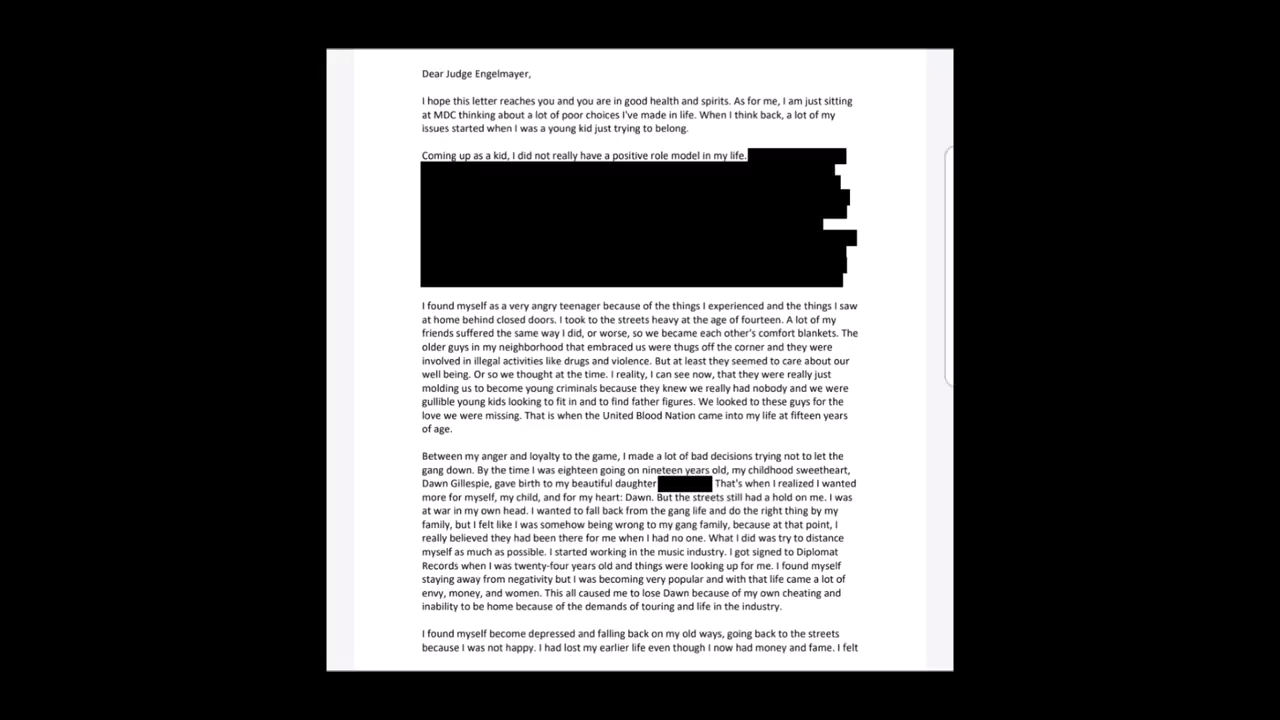 Dear Judge Engelmayer,
I hope this letter reaches you and you are in good health and spirits. As for me, I am just sitting
at MDC thinking about a lot of poor choices I've made in life. When I think back, a lot of my
issues started when I was a young kid just trying to belong.
Coming up as a kid, I did not really have a positive role model in my life.
I found myself as a very angry teenager because of the things I experienced and the things I saw
at home behind closed doors. I took to the streets heavy at the age of fourteen. A lot of my
friends suffered the same way I did, or worse, so we became each other's comfort blankets. The
older guys in my neighborhood that embraced us were thugs off the corner and they were
involved in illegal activities like drugs and violence. But at least they seemed to care about our
well being. Or so we thought at the time. I reality, I can see now, that they were really just
molding us to become young criminals because they knew we really had nobody and we were
gullible young kids looking to fit in and to find father figures. We looked to these guys for the
love we were missing. That is when the United Blood Nation came into my life at fifteen years
of age.
Between my anger and loyalty to the game, I made a lot of bad decisions trying not to let the
gang down. By the time I was eighteen going on nineteen years old, my childhood sweetheart,
Dawn Gillespie, gave birth to my beautiful daughter That's when I realized I wanted
more for myself, my child, and for my heart: Dawn. But the streets still had a hold on me. I was
at war in my own head. I wanted to fall back from the gang life and do the right thing by my
family, but I felt like I was somehow being wrong to my gang family, because at that point, I
really believed they had been there for me when I had no one. What I did was try to distance
myself as much as possible. I started working in the music industry. I got signed to Diplomat
Records when I was twenty-four years old and things were looking up for me. I found myself
staying away from negativity but I was becoming very popular and with that life came a lot of
envy, money, and women. This all caused me to lose Dawn because of my own cheating and
inability to be home because of the demands of touring and life in the industry.
I found myself become depressed and falling back on my old ways, going back to the streets
because I was not happy. I had lost my earlier life even though I now had money and fame. I felt